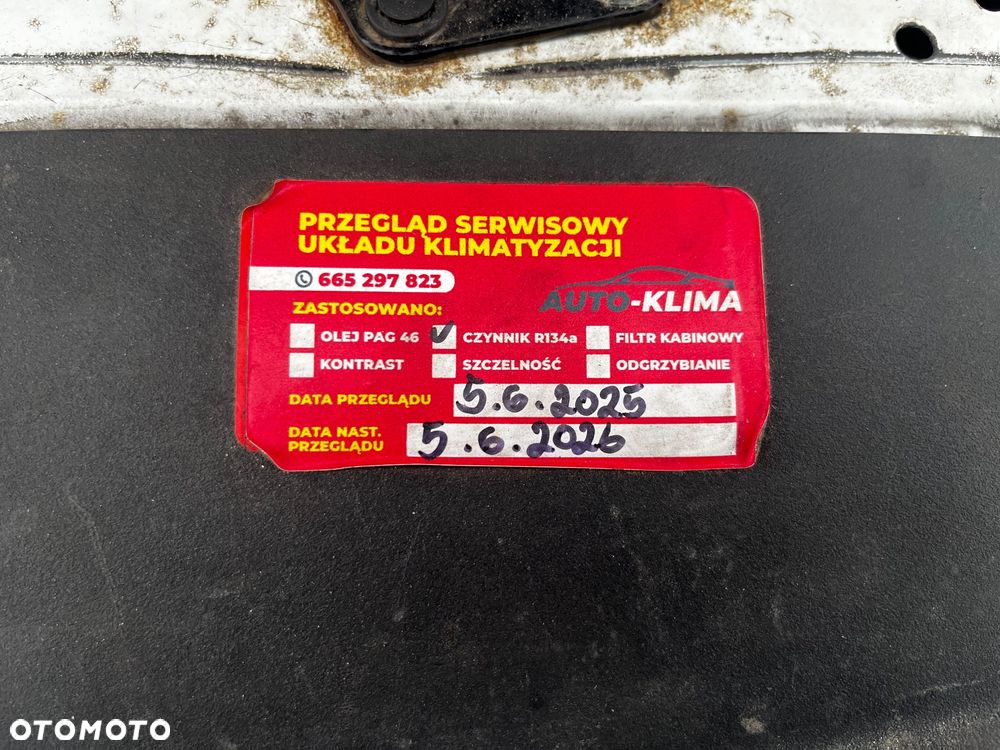 PRZEGLĄD SERWISOWY
UKŁADU KLIMATYZACJI
665 297 823
AUTO-KLIMA
ZASTOSOWANO:
OLEJ PAG 46 ✓ CZYNNIK R134a FILTR KABINOWY
KONTRAST SZCZELNOŚĆ ODGRZYBIANIE
DATA PRZEGLĄDU 5.6.2025
DATA NAST.
PRZEGLĄDU 5.6.2026
OTOMOTO